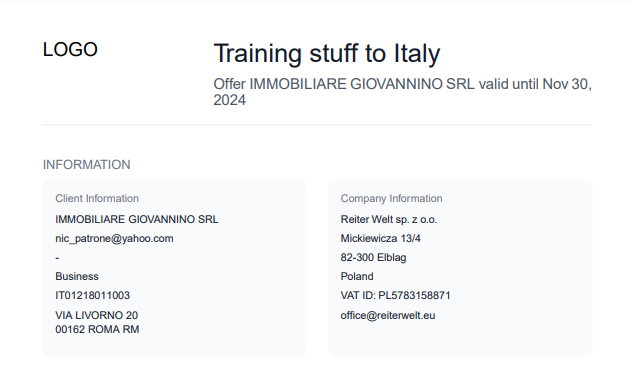 LOGO
Training stuff to Italy
Offer IMMOBILIARE GIOVANNINO SRL valid until Nov 30,
2024
INFORMATION
Client Information
IMMOBILIARE GIOVANNINO SRL
nic_patrone@yahoo.com
-
Business
IT01218011003
VIA LIVORNO 20
00162 ROMA RM
Company Information
Reiter Welt sp. z o.o.
Mickiewicza 13/4
82-300 Elblag
Poland
VAT ID: PL5783158871
office@reiterwelt.eu